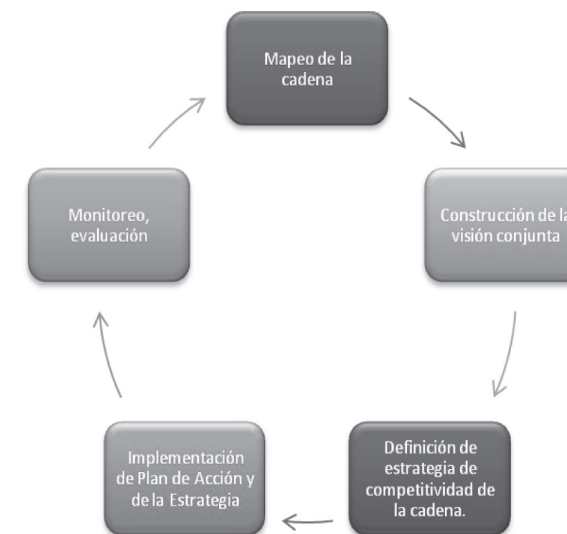 Mapeo de la
cadena
Construcción de la
visión conjunta
Definición de
estrategia de
competitividad de
la cadena.
Implementación
de Plan de Acción y
de la Estrategia
Monitoreo,
evaluación